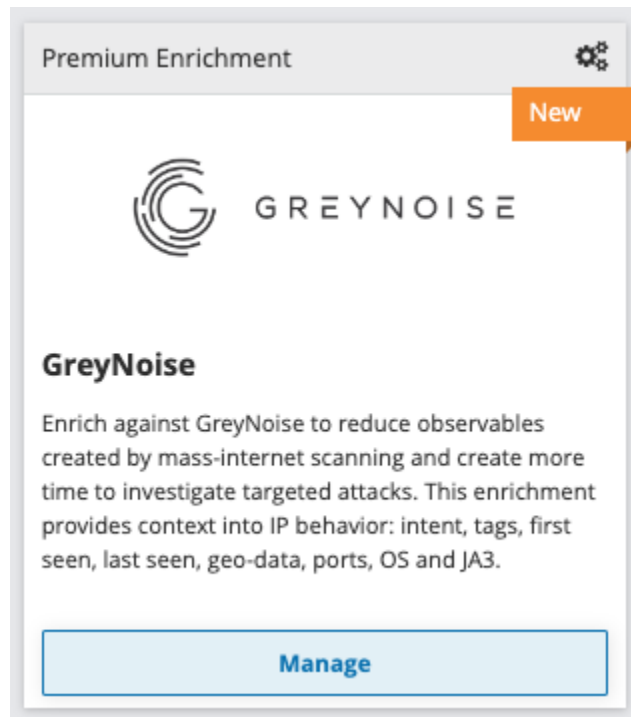 Premium Enrichment
New
GREYNOISE
GreyNoise
Enrich against GreyNoise to reduce observables
created by mass-internet scanning and create more
time to investigate targeted attacks. This enrichment
provides context into IP behavior: intent, tags, first
seen, last seen, geo-data, ports, OS and JA3.
Manage